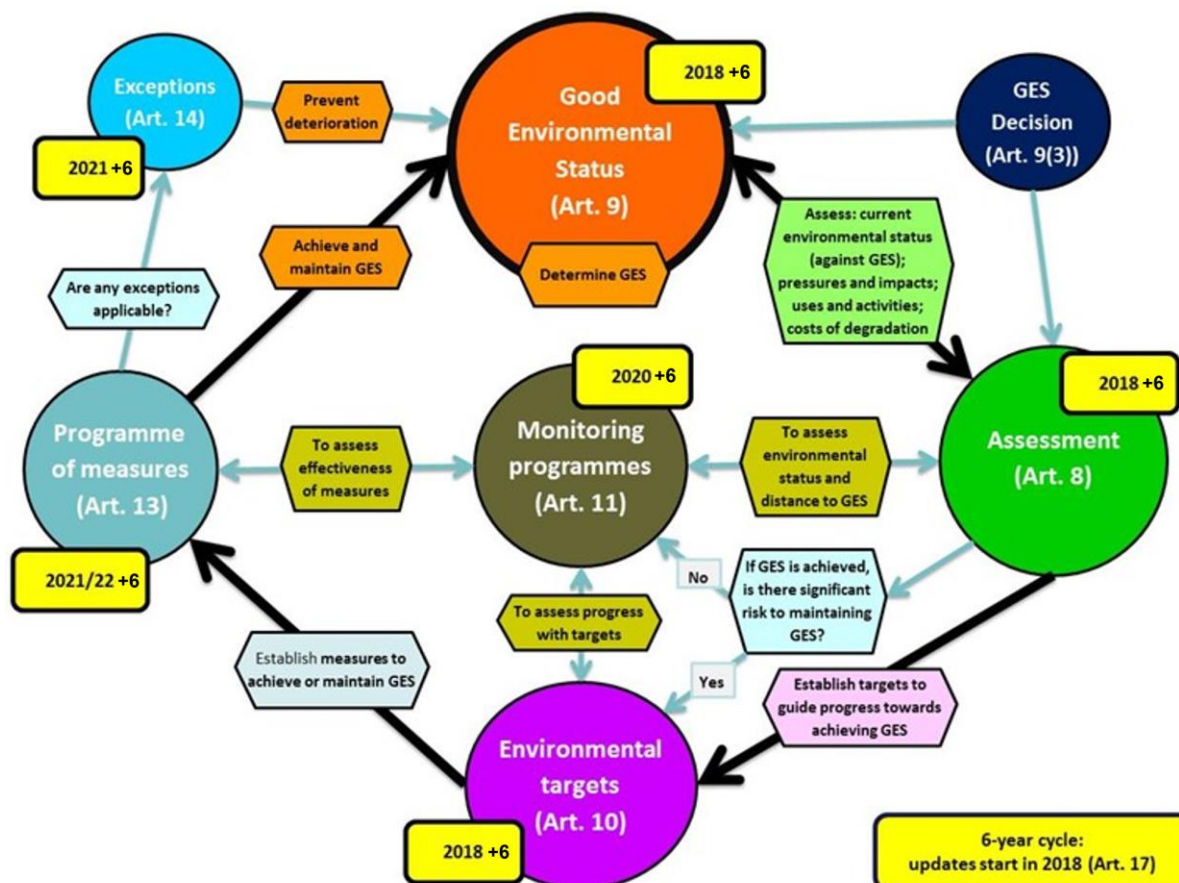 Exceptions
(Art. 14)
2021 +6
Prevent
deterioration
Good
Environmental
Status
(Art. 9)
2018 +6
Determine GES
GES
Decision
(Art. 9(3))
Achieve and
maintain GES
Are any exceptions
applicable?
Assess: current
environmental status
(against GES);
pressures and impacts;
uses and activities;
costs of degradation
Programme
of measures
(Art. 13)
2021/22 +6
To assess
effectiveness
of measures
2020 +6
Monitoring
programmes
(Art. 11)
To assess
environmental
status and
distance to GES
2018 +6
Assessment
(Art. 8)
If GES is achieved,
is there significant
risk to maintaining
GES?
No
Yes
To assess progress
with targets
Establish measures to
achieve or maintain GES
Establish targets to
guide progress towards
achieving GES
Environmental
targets
(Art. 10)
2018 +6
6-year cycle:
updates start in 2018 (Art. 17)